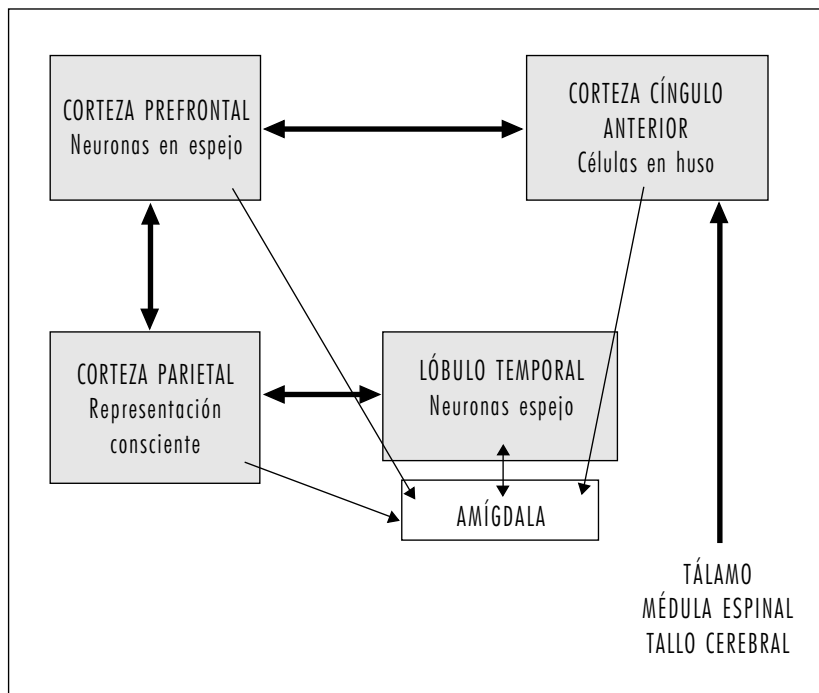 CORTEZA PREFRONTAL
Neuronas en espejo
CORTEZA CÍNGULO
ANTERIOR
Células en huso
CORTEZA PARIETAL
Representación
consciente
LÓBULO TEMPORAL
Neuronas espejo
AMÍGDALA
TÁLAMO
MÉDULA ESPINAL
TALLO CEREBRAL